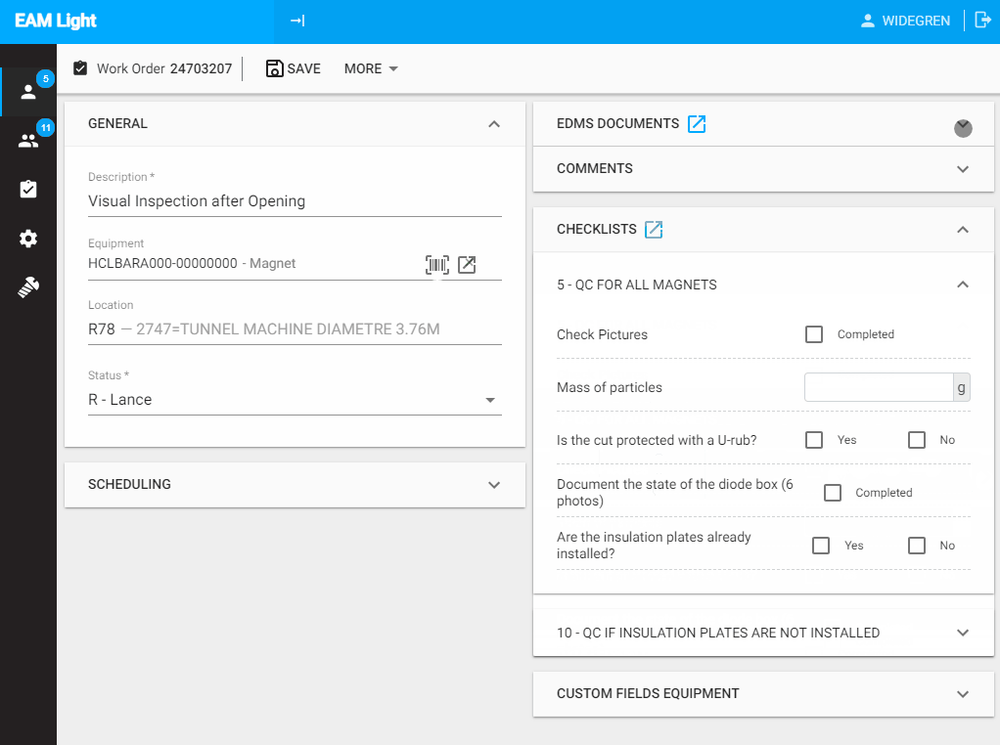 EAM Light
WIDEGREN
5
11
Work Order 24703207
SAVE
MORE
GENERAL
Description *
Visual Inspection after Opening
Equipment
HCLBARA000-00000000 - Magnet
Location
R78 — 2747=TUNNEL MACHINE DIAMETRE 3.76M
Status *
R - Lance
SCHEDULING
EDMS DOCUMENTS
COMMENTS
CHECKLISTS
5 - QC FOR ALL MAGNETS
Check Pictures
Completed
Mass of particles
g
Is the cut protected with a U-rub?
Yes
No
Document the state of the diode box (6
photos)
Completed
Are the insulation plates already
installed?
Yes
No
10 - QC IF INSULATION PLATES ARE NOT INSTALLED
CUSTOM FIELDS EQUIPMENT